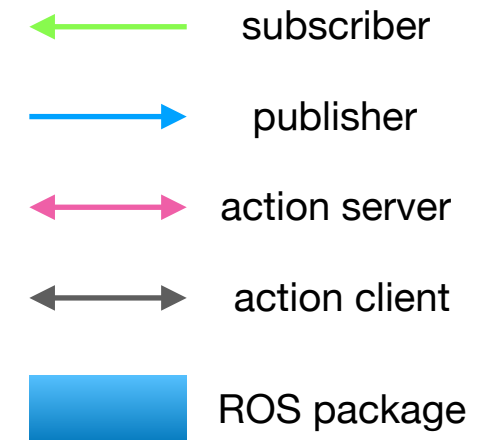 subscriber
publisher
action server
action client
ROS package